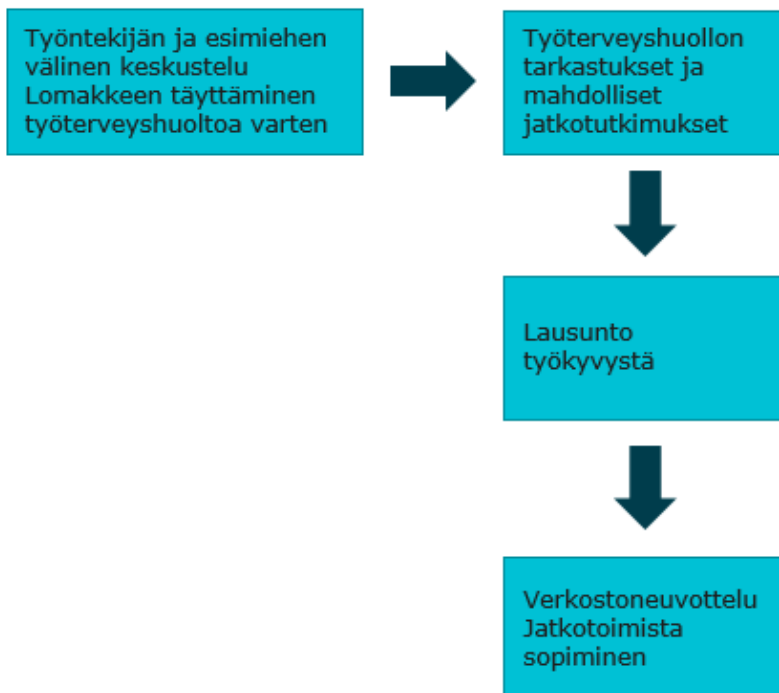 Työntekijän ja esimiehen
välinen keskustelu
Lomakkeen täyttäminen
työterveyshuoltoa varten
Työterveyshuollon
tarkastukset ja
mahdolliset
jatkotutkimukset
Lausunto
työkyvystä
Verkostoneuvottelu
Jatkotoimista
sopiminen